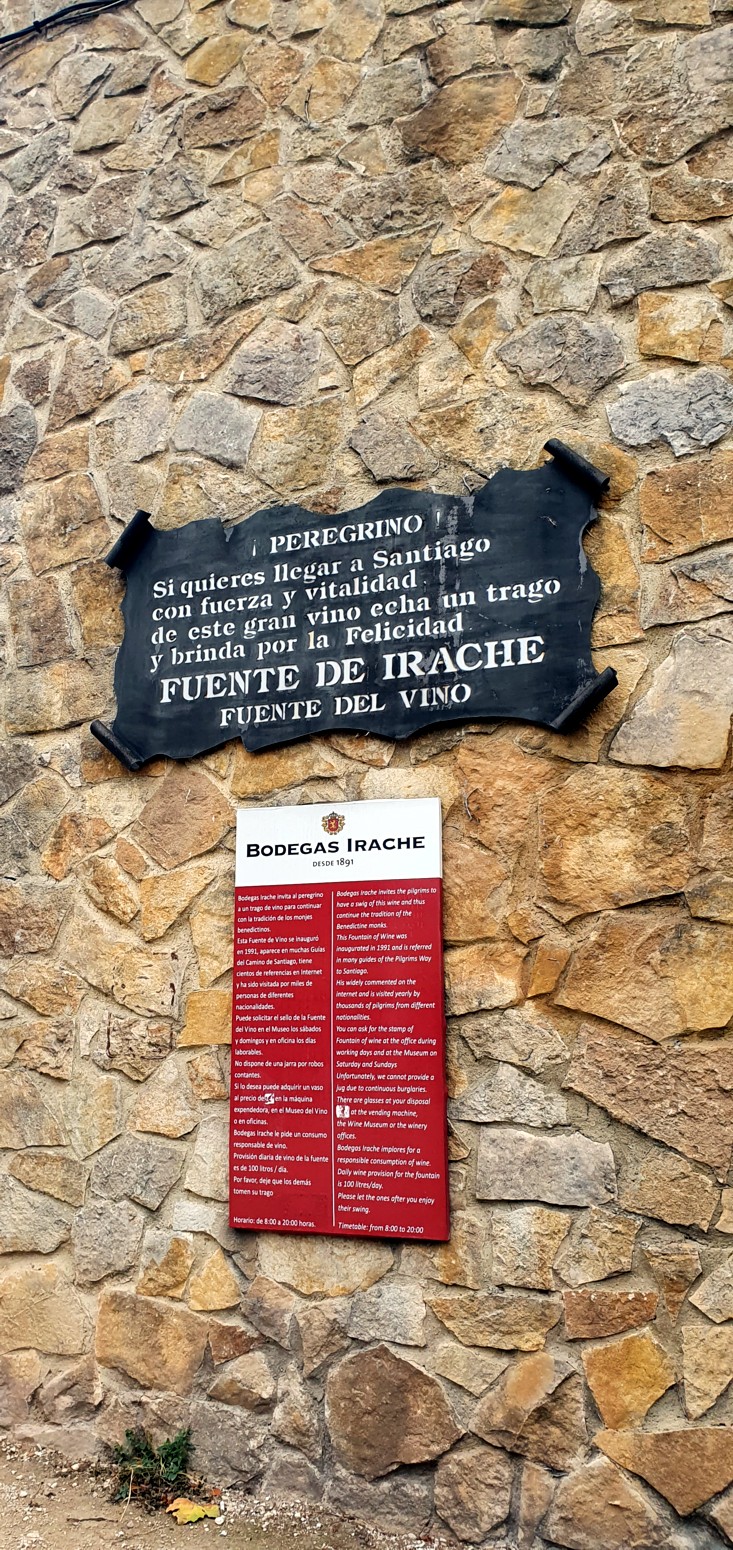 ¡ PEREGRINO !
Si quieres llegar a Santiago
con fuerza y vitalidad
de este gran vino echa un trago
y brinda por la Felicidad
FUENTE DE IRACHE
FUENTE DEL VINO
BODEGAS IRACHE
DESDE 1891
Bodegas Irache invita al peregrino
a un trago de vino para continuar
con la tradición de los monjes
benedictinos.
Esta Fuente de Vino se inauguró
en 1991, aparece en muchas Guías
del Camino de Santiago, tiene
cientos de referencias en Internet
y ha sido visitada por miles de
personas de diferentes
nacionalidades.
Puede solicitar el sello de la Fuente
del Vino en el Museo los sábados
y domingos y en oficina los días
laborables.
No dispone de una jarra por robos
contantes.
Si lo desea puede adquirir un vaso
al precio de en la máquina
expendedora, en el Museo del Vino
o en oficinas.
Bodegas Irache le pide un consumo
responsable de vino.
Provisión diaria de vino de la fuente
es de 100 litros / día.
Por favor, deje que los demás
tomen su trago
Horario: de 8:00 a 20:00 horas.
Bodegas Irache invites the pilgrims to
have a swig of this wine and thus
continue the tradition of the
Benedictine monks.
This Fountain of Wine was
inaugurated in 1991 and is referred
in many guides of the Pilgrims Way
to Santiago.
His widely commented on the
internet and is visited yearly by
thousands of pilgrims from different
nationalities.
You can ask for the stamp of
Fountain of wine at the office during
working days and at the Museum on
Saturday and Sundays
Unfortunately, we cannot provide a
jug due to continuous burglaries.
There are glasses at your disposal
at the vending machine,
the Wine Museum or the winery
offices.
Bodegas Irache implores for a
responsible consumption of wine.
Daily wine provision for the fountain
is 100 litres/day.
Please let the ones after you enjoy
their swing.
Timetable: from 8:00 to 20:00